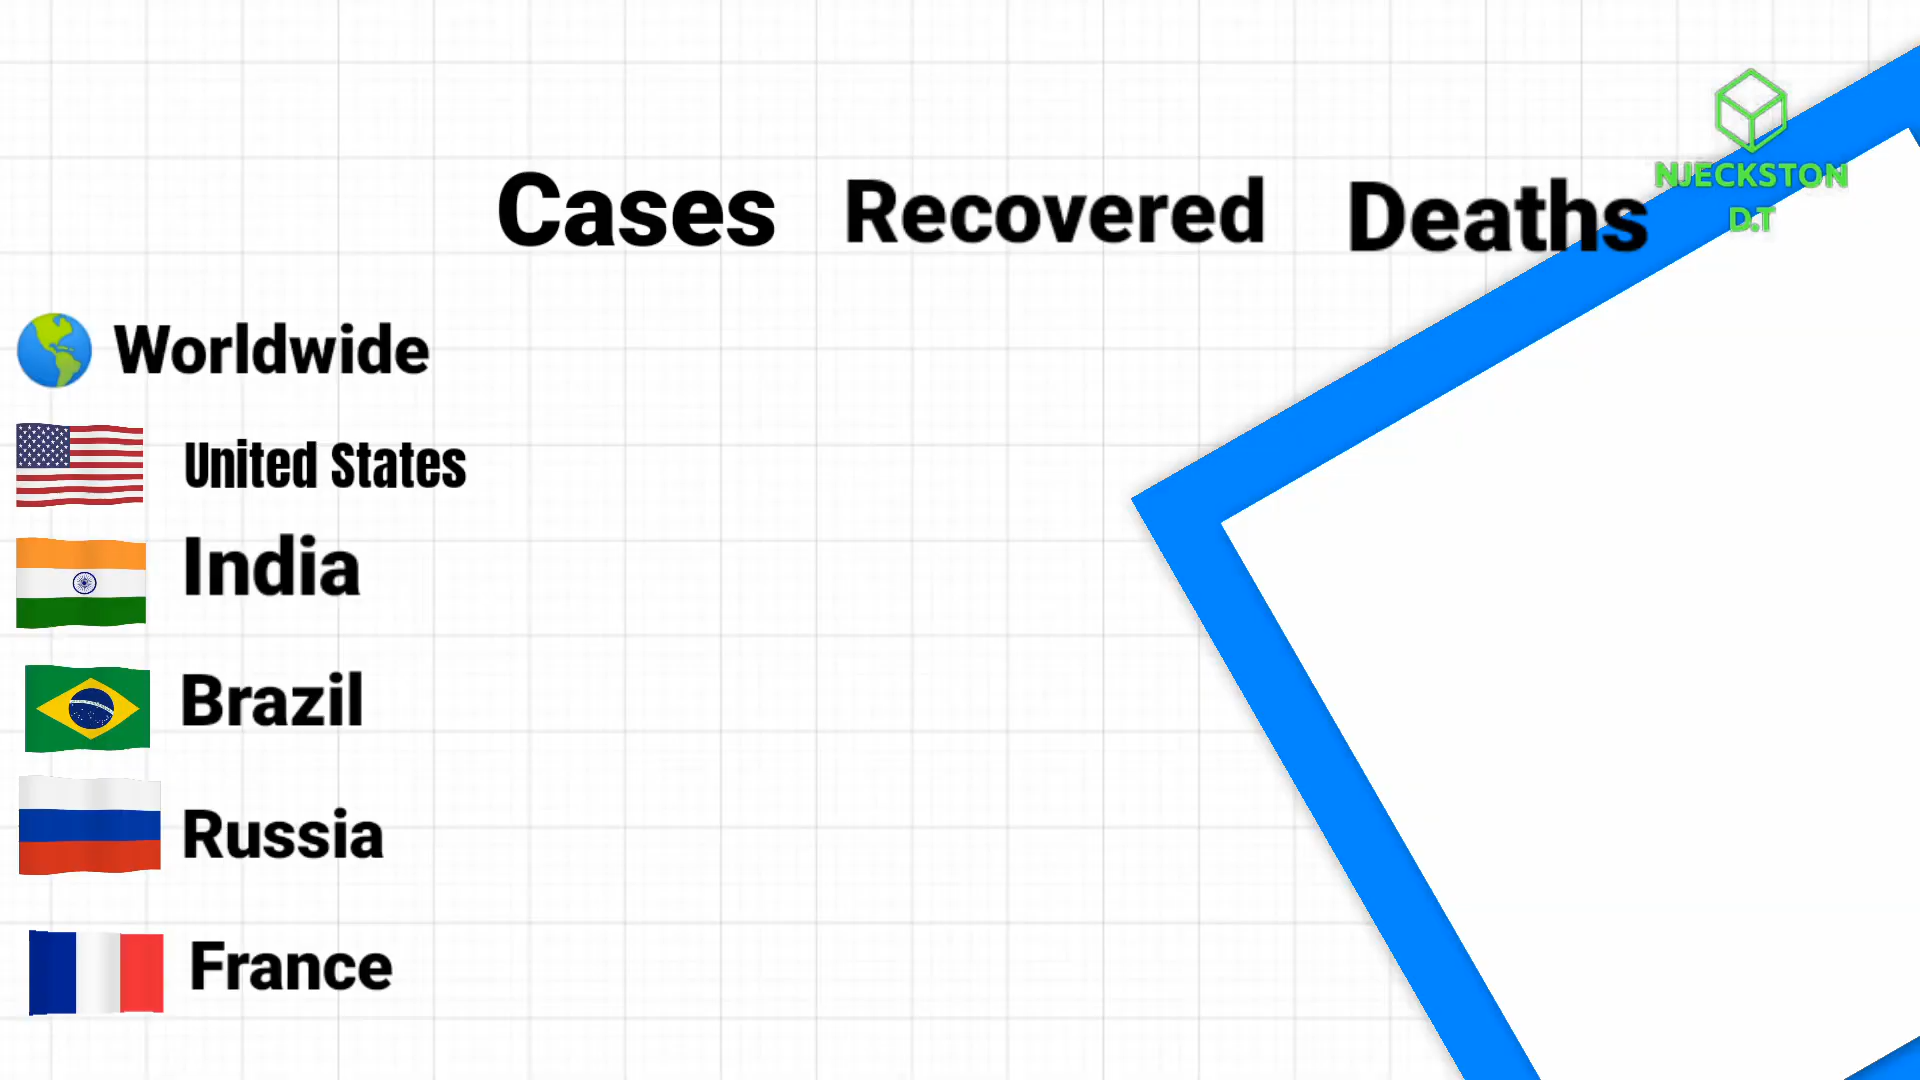 NJECKSTON
D.T
Cases Recovered Deaths
Worldwide
United States
India
Brazil
Russia
France